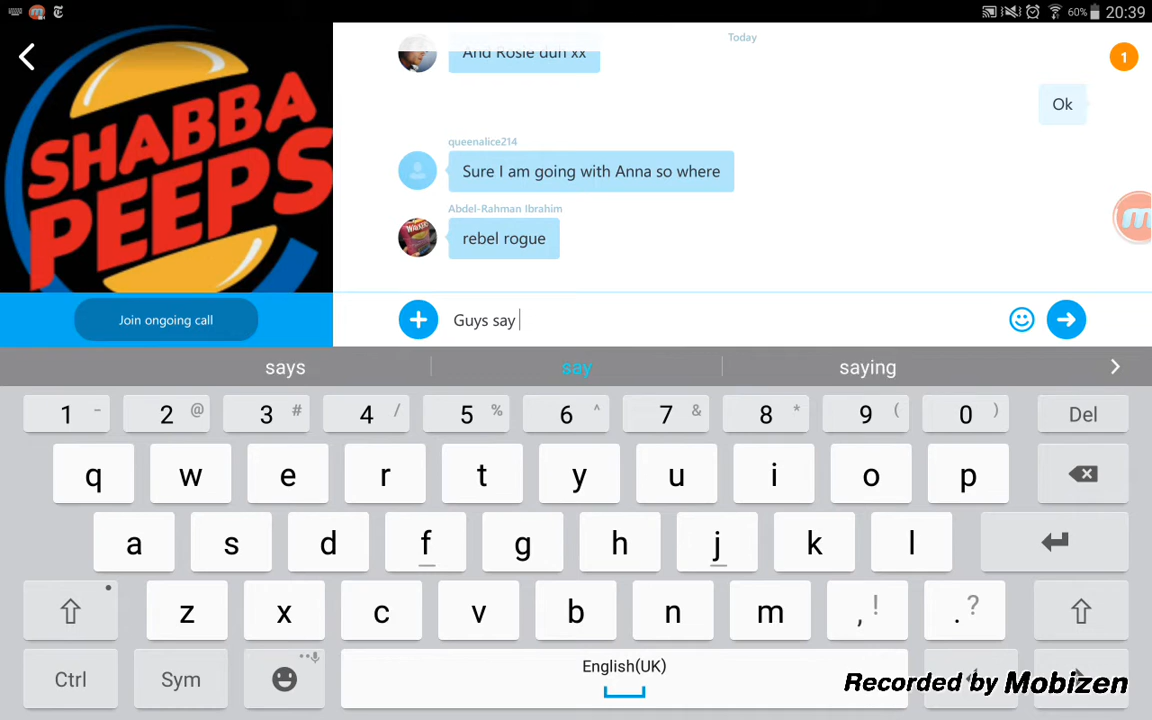 60% 20:39
SHABBA
PEEPS
Join ongoing call
Today
And Rosie duh xx
1
Ok
queenalice214
Sure I am going with Anna so where
Abdel-Rahman Ibrahim
rebel rogue
Guys say
says say saying
1 - 2 @ 3 # 4 / 5 % 6 ^ 7 & 8 * 9 ( 0 ) Del
q w e r t y u i o p
a s d f g h j k l
z x c v b n m , ! . ?
Ctrl Sym English(UK)
Recorded by Mobizen